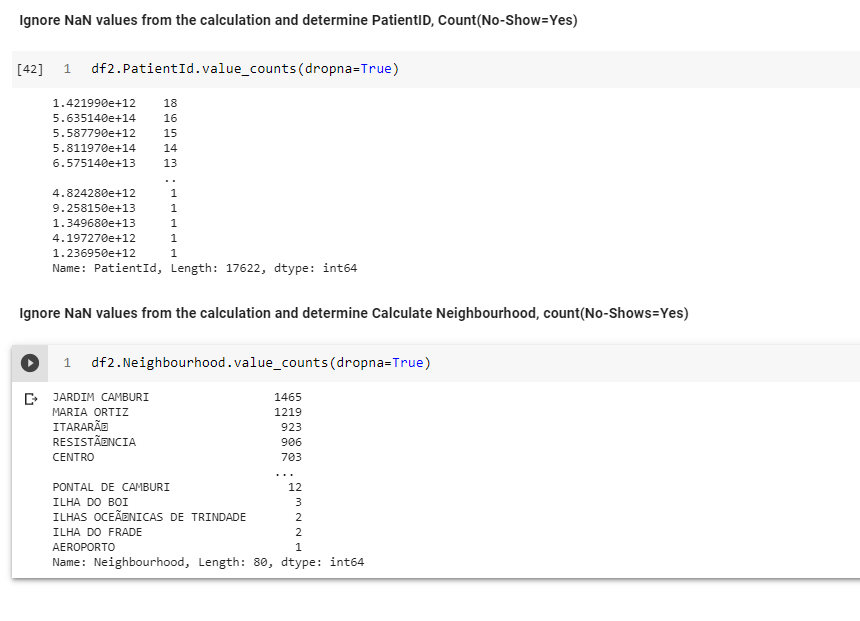 Ignore NaN values from the calculation and determine PatientID, Count(No-Show=Yes)
[42] 1 df2.PatientId.value_counts(dropna=True)
1.421990e+12 18
5.635140e+14 16
5.587790e+12 15
5.811970e+14 14
6.575140e+13 13
..
4.824280e+12 1
9.258150e+13 1
1.349680e+13 1
4.197270e+12 1
1.236950e+12 1
Name: PatientId, Length: 17622, dtype: int64
Ignore NaN values from the calculation and determine Calculate Neighbourhood, count(No-Shows=Yes)
1 df2.Neighbourhood.value_counts(dropna=True)
JARDIM CAMBURI 1465
MARIA ORTIZ 1219
ITARARÃ 923
RESISTÃNCIA 906
CENTRO 703
...
PONTAL DE CAMBURI 12
ILHA DO BOI 3
ILHAS OCEÃNICAS DE TRINDADE 2
ILHA DO FRADE 2
AEROPORTO 1
Name: Neighbourhood, Length: 80, dtype: int64